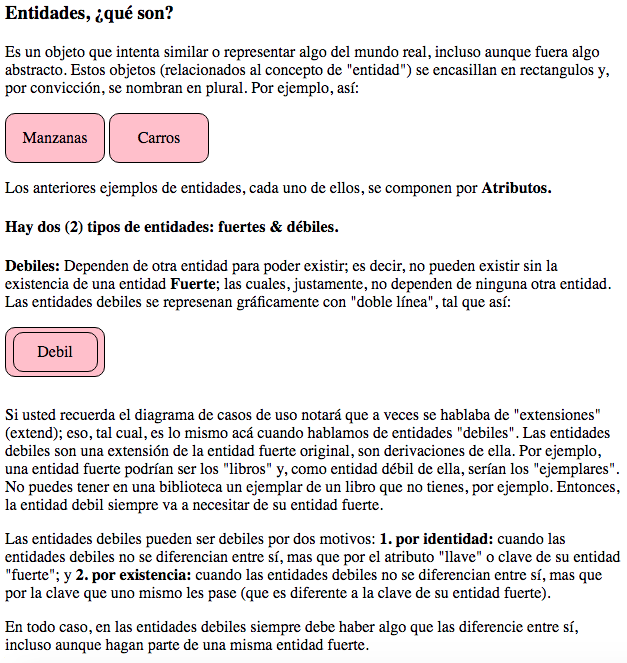 Entidades, ¿qué son?
Es un objeto que intenta similar o representar algo del mundo real, incluso aunque fuera algo
abstracto. Estos objetos (relacionados al concepto de "entidad") se encasillan en rectangulos y,
por convicción, se nombran en plural. Por ejemplo, así:
Manzanas Carros
Los anteriores ejemplos de entidades, cada uno de ellos, se componen por Atributos.
Hay dos (2) tipos de entidades: fuertes & débiles.
Debiles: Dependen de otra entidad para poder existir; es decir, no pueden existir sin la
existencia de una entidad Fuerte; las cuales, justamente, no dependen de ninguna otra entidad.
Las entidades debiles se represenan gráficamente con "doble línea", tal que así:
Debil
Si usted recuerda el diagrama de casos de uso notará que a veces se hablaba de "extensiones"
(extend); eso, tal cual, es lo mismo acá cuando hablamos de entidades "debiles". Las entidades
debiles son una extensión de la entidad fuerte original, son derivaciones de ella. Por ejemplo,
una entidad fuerte podrían ser los "libros" y, como entidad débil de ella, serían los "ejemplares".
No puedes tener en una biblioteca un ejemplar de un libro que no tienes, por ejemplo. Entonces,
la entidad debil siempre va a necesitar de su entidad fuerte.
Las entidades debiles pueden ser debiles por dos motivos: 1. por identidad: cuando las
entidades debiles no se diferencian entre sí, mas que por el atributo "llave" o clave de su entidad
"fuerte"; y 2. por existencia: cuando las entidades debiles no se diferencian entre sí, mas que
por la clave que uno mismo les pase (que es diferente a la clave de su entidad fuerte).
En todo caso, en las entidades debiles siempre debe haber algo que las diferencie entre sí,
incluso aunque hagan parte de una misma entidad fuerte.